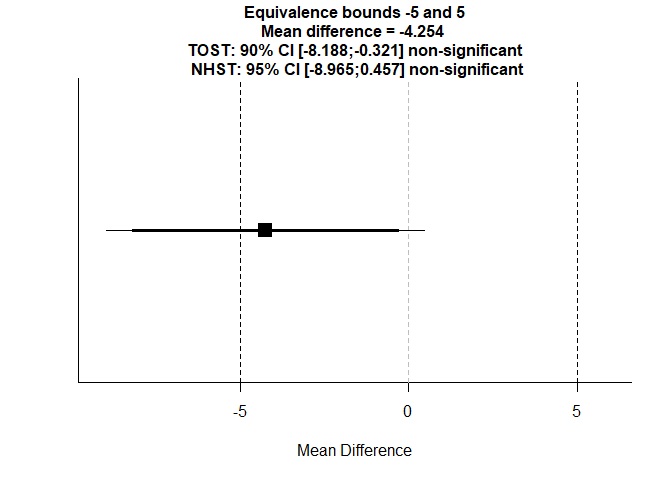 Equivalence bounds -5 and 5
Mean difference = -4.254
TOST: 90% CI [-8.188;-0.321] non-significant
NHST: 95% CI [-8.965;0.457] non-significant
-5 0 5
Mean Difference